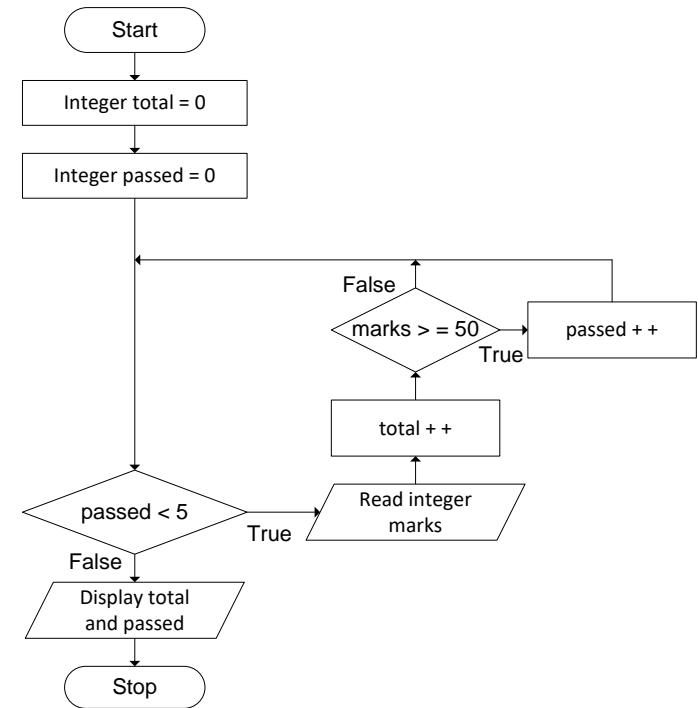 Start
Integer total = 0
Integer passed = 0
False
marks > = 50
True
passed + +
total + +
Read integer
marks
passed < 5
True
False
Display total
and passed
Stop